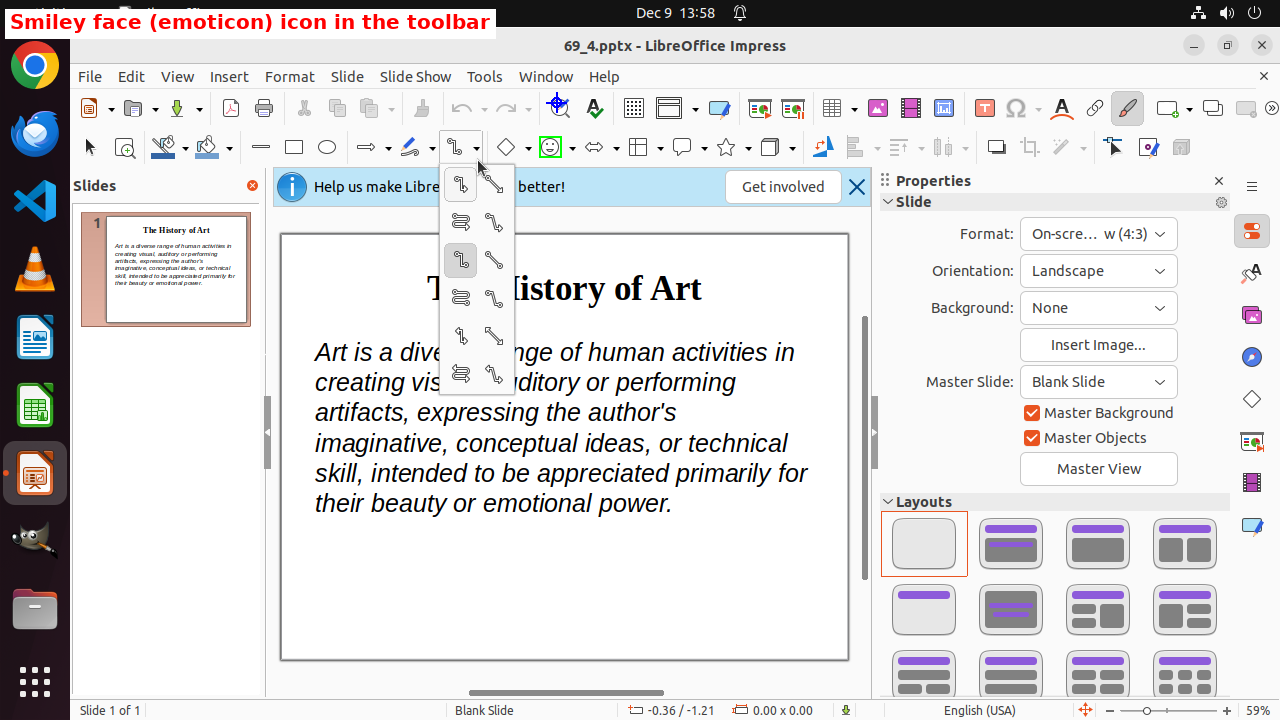 Smiley face (emoticon) icon in the toolbar
Dec 9 13:58
69_4.pptx - LibreOffice Impress
File Edit View Insert Format Slide Slide Show Tools Window Help
Slides
Help us make Libre better!
Get involved
Properties
Slide
Format: On-scre... w (4:3)
Orientation: Landscape
Background: None
Insert Image...
Master Slide: Blank Slide
Master Background
Master Objects
Master View
Layouts
1
The History of Art
Art is a diverse range of human activities in
creating visual, auditory or performing
artifacts, expressing the author's
imaginative, conceptual ideas, or technical
skill, intended to be appreciated primarily for
their beauty or emotional power.
History of Art
Art is a dive nge of human activities in
creating vis uditory or performing
artifacts, expressing the author's
imaginative, conceptual ideas, or technical
skill, intended to be appreciated primarily for
their beauty or emotional power.
Slide 1 of 1
Blank Slide
-0.36 / -1.21
0.00 x 0.00
English (USA)
59%